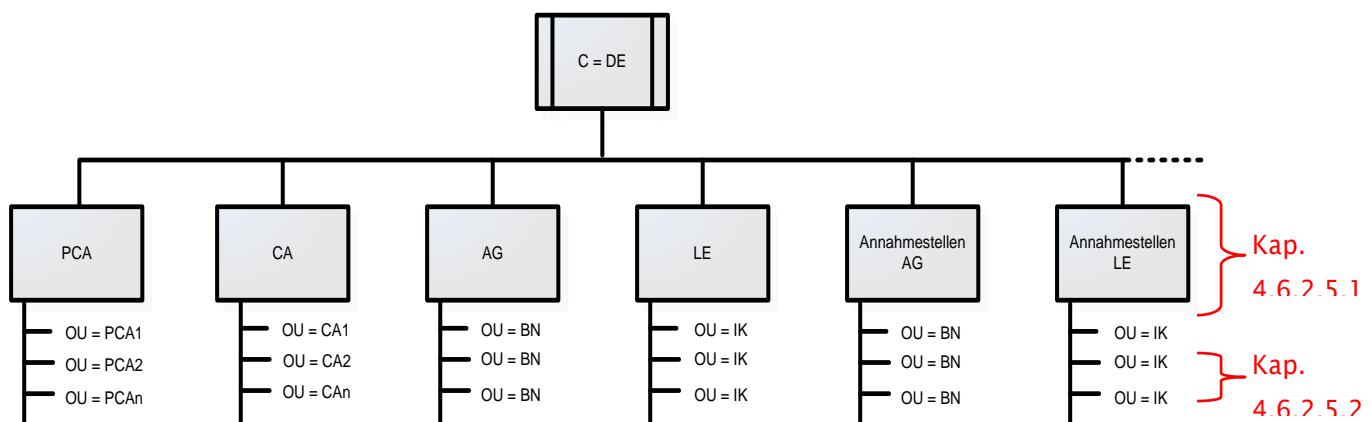 C = DE
PCA
CA
AG
LE
Annahmestellen
AG
Annahmestellen
LE
Kap.
4.6.2.5.1
OU = PCA1
OU = CA1
OU = BN
OU = IK
OU = BN
OU = IK
OU = PCA2
OU = CA2
OU = BN
OU = IK
OU = BN
OU = IK
Kap.
4.6.2.5.2
OU = PCAn
OU = CAn
OU = BN
OU = IK
OU = BN
OU = IK